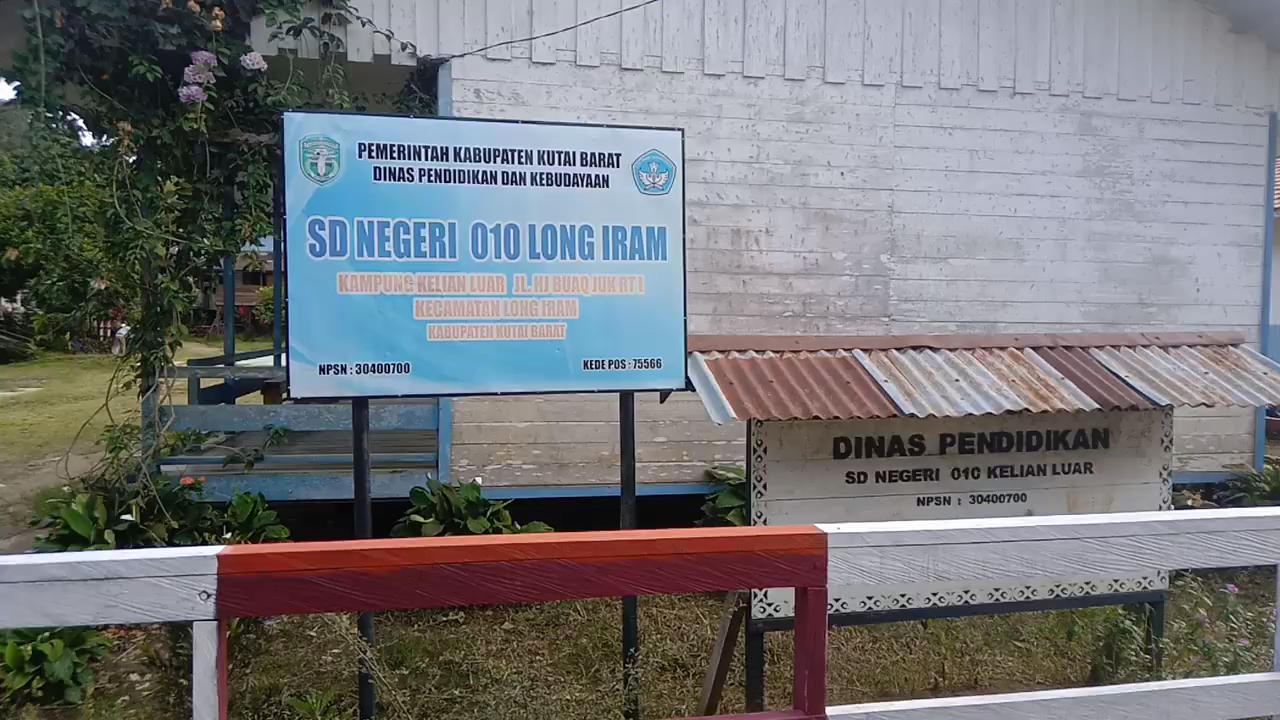 PEMERINTAH KABUPATEN KUTAI BARAT
DINAS PENDIDIKAN DAN KEBUDAYAAN
SD NEGERI 010 LONG IRAM
KAMPUNG KELIAN LUAR JL. HJ BUAQ JUK RT I
KECAMATAN LONG IRAM
KABUPATEN KUTAI BARAT
NPSN : 30400700
KEDE POS : 75566
DINAS PENDIDIKAN
SD NEGERI 010 KELIAN LUAR
NPSN : 30400700